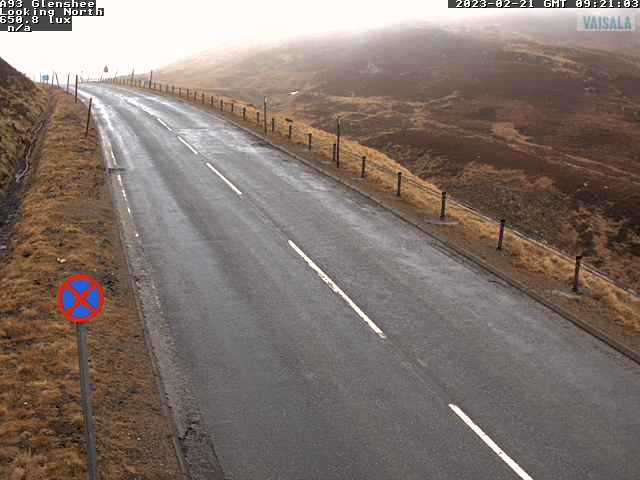 A93 Glenshee
Looking North
650.8 lux
n/a
2023-02-21 GMT 09:21:03
VAISALA